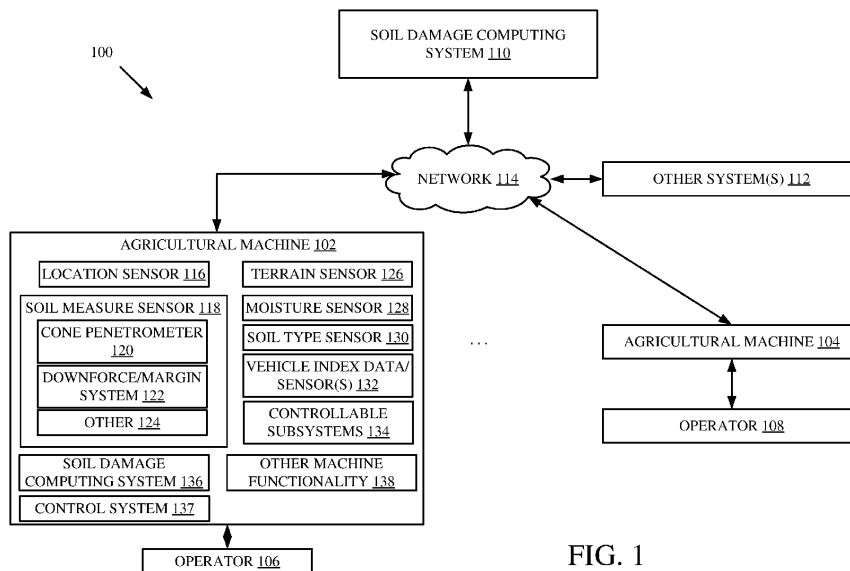 100
SOIL DAMAGE COMPUTING
SYSTEM 110
NETWORK 114
OTHER SYSTEM(S) 112
AGRICULTURAL MACHINE 102
LOCATION SENSOR 116
SOIL MEASURE SENSOR 118
CONE PENETROMETER
120
DOWNFORCE/MARGIN
SYSTEM 122
OTHER 124
TERRAIN SENSOR 126
MOISTURE SENSOR 128
SOIL TYPE SENSOR 130
VEHICLE INDEX DATA/
SENSOR(S) 132
CONTROLLABLE
SUBSYSTEMS 134
SOIL DAMAGE
COMPUTING SYSTEM 136
OTHER MACHINE
FUNCTIONALITY 138
CONTROL SYSTEM 137
OPERATOR 106
. . .
AGRICULTURAL MACHINE 104
OPERATOR 108
FIG. 1